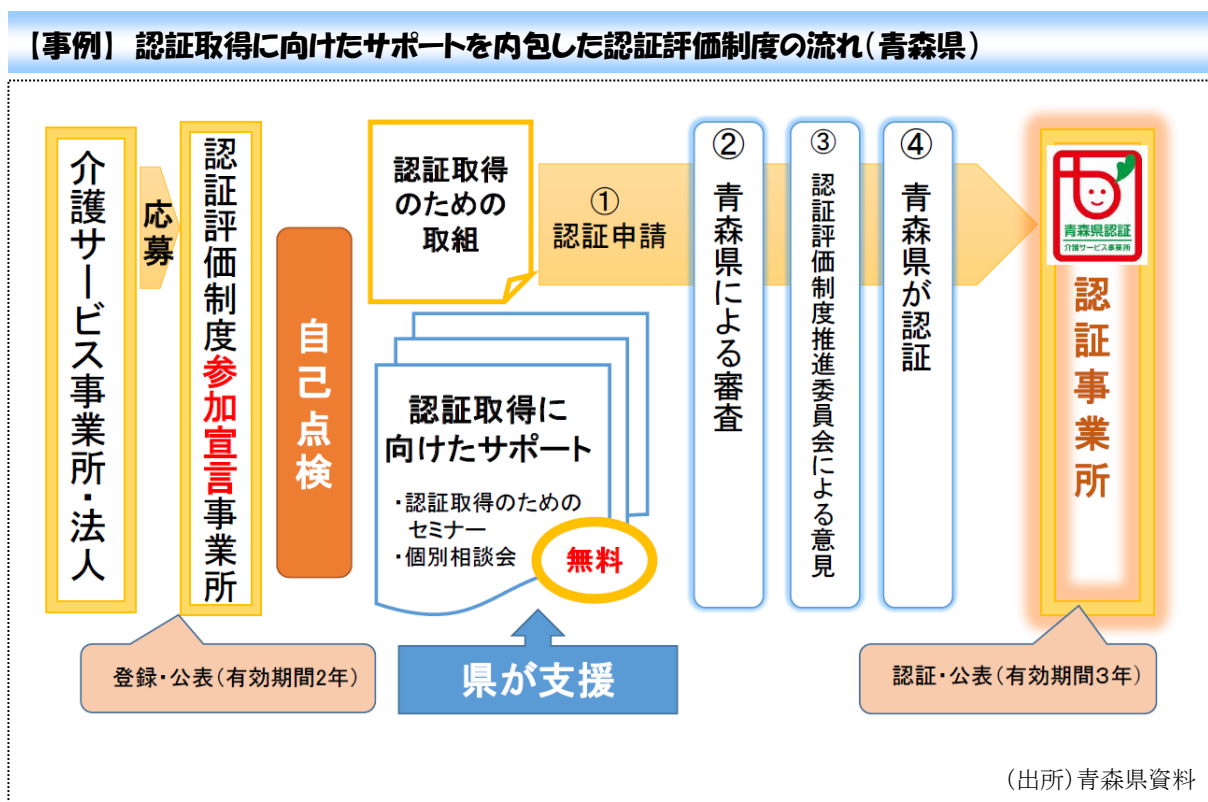 【事例】 認証取得に向けたサポートを内包した認証評価制度の流れ(青森県)
介護サービス事業所・法人
応募
認証評価制度参加宣言事業所
自己点検
認証取得
のための
取組
認証取得に
向けたサポート
・認証取得のための
セミナー
・個別相談会
無料
県が支援
①
認証申請
② 青森県による審査
③ 認証評価制度推進委員会による意見
④ 青森県が認証
青森県認証
介護サービス事業所
認証事業所
登録・公表(有効期間2年)
認証・公表(有効期間3年)
(出所)青森県資料